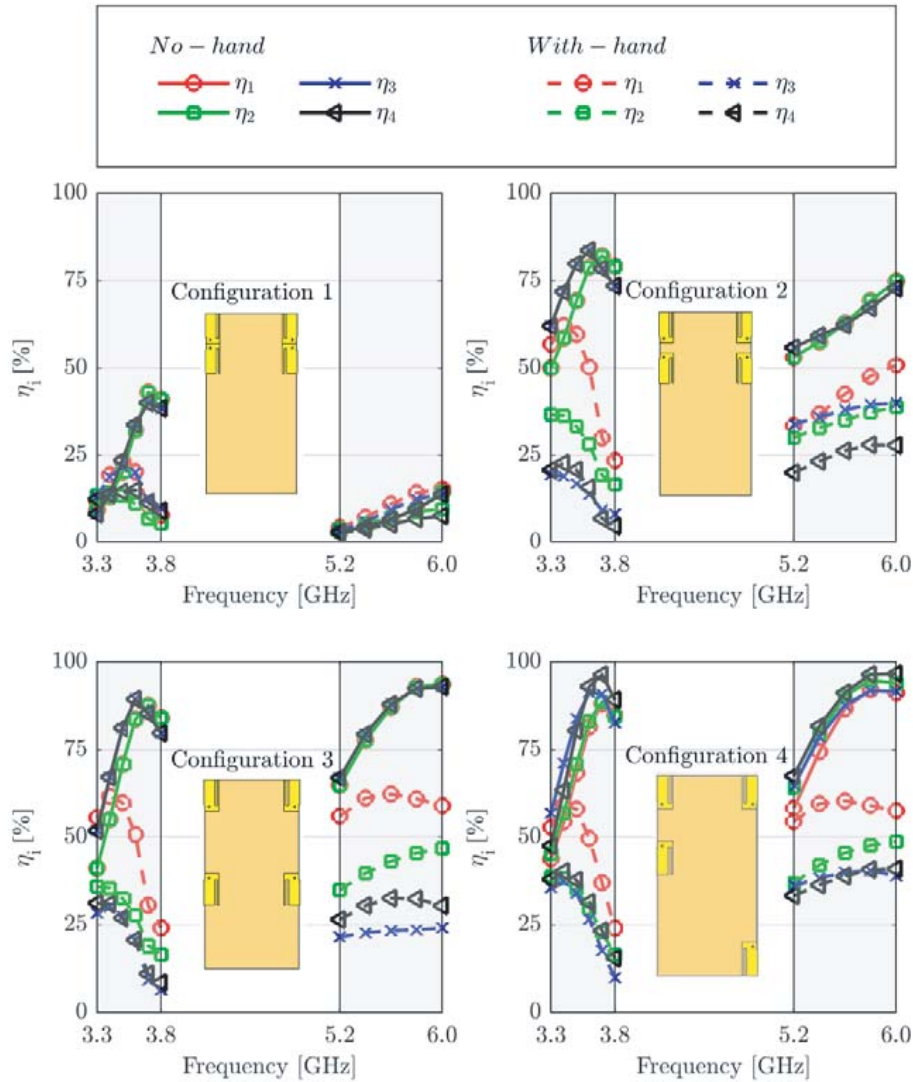 No − hand With − hand
η1 η3 η1 η3
η2 η4 η2 η4
100 100
75 75
Configuration 1 Configuration 2
ηi [%] ηi [%]
50 50
25 25
0 0
3.3 3.8 5.2 6.0 3.3 3.8 5.2 6.0
Frequency [GHz] Frequency [GHz]
100 100
75 75
Configuration 3 Configuration 4
ηi [%] ηi [%]
50 50
25 25
0 0
3.3 3.8 5.2 6.0 3.3 3.8 5.2 6.0
Frequency [GHz] Frequency [GHz]